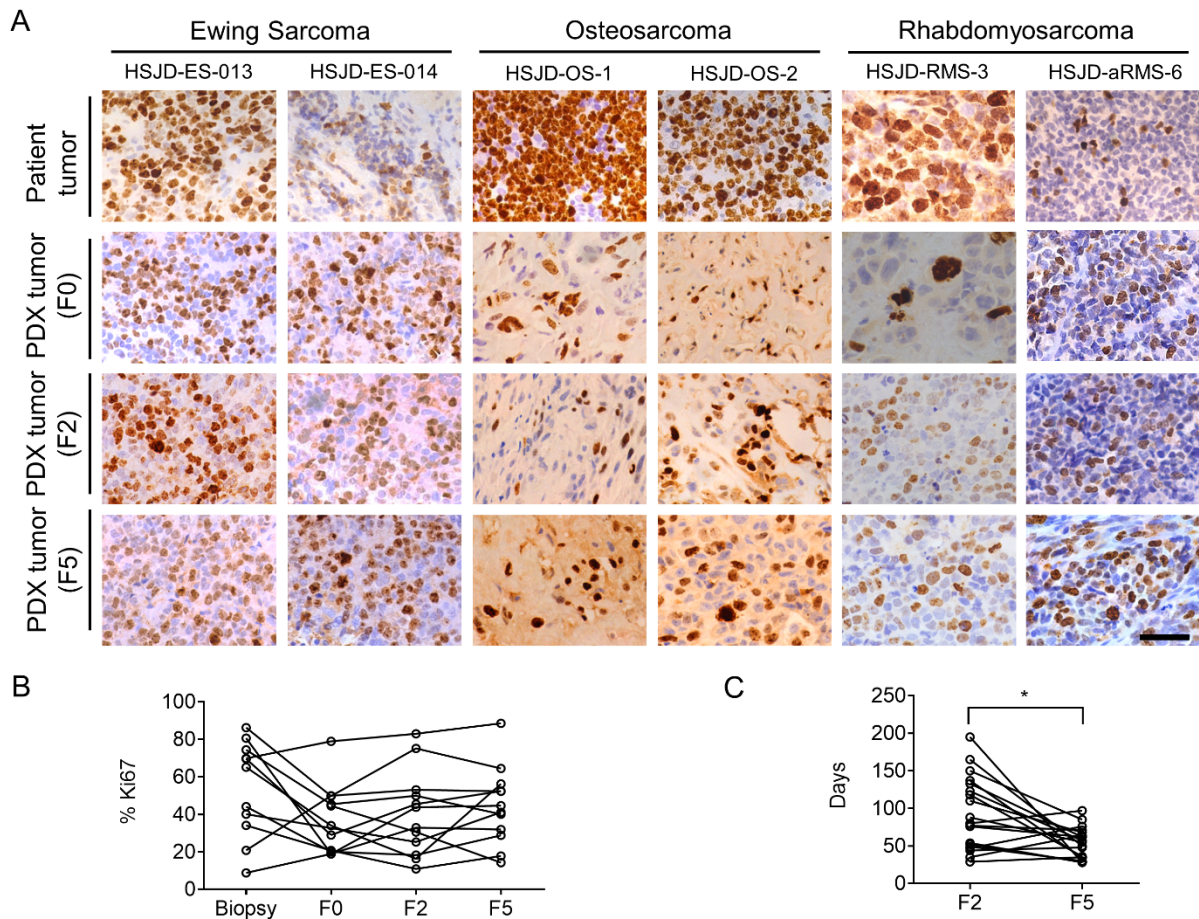 A
Ewing Sarcoma Osteosarcoma Rhabdomyosarcoma
HSJD-ES-013 HSJD-ES-014 HSJD-OS-1 HSJD-OS-2 HSJD-RMS-3 HSJD-aRMS-6
Patient
tumor
PDX tumor
(F0)
PDX tumor
(F2)
PDX tumor
(F5)
B
% Ki67
100
80
60
40
20
0
Biopsy F0 F2 F5
C
Days
250
200
150
100
50
0
*
F2 F5